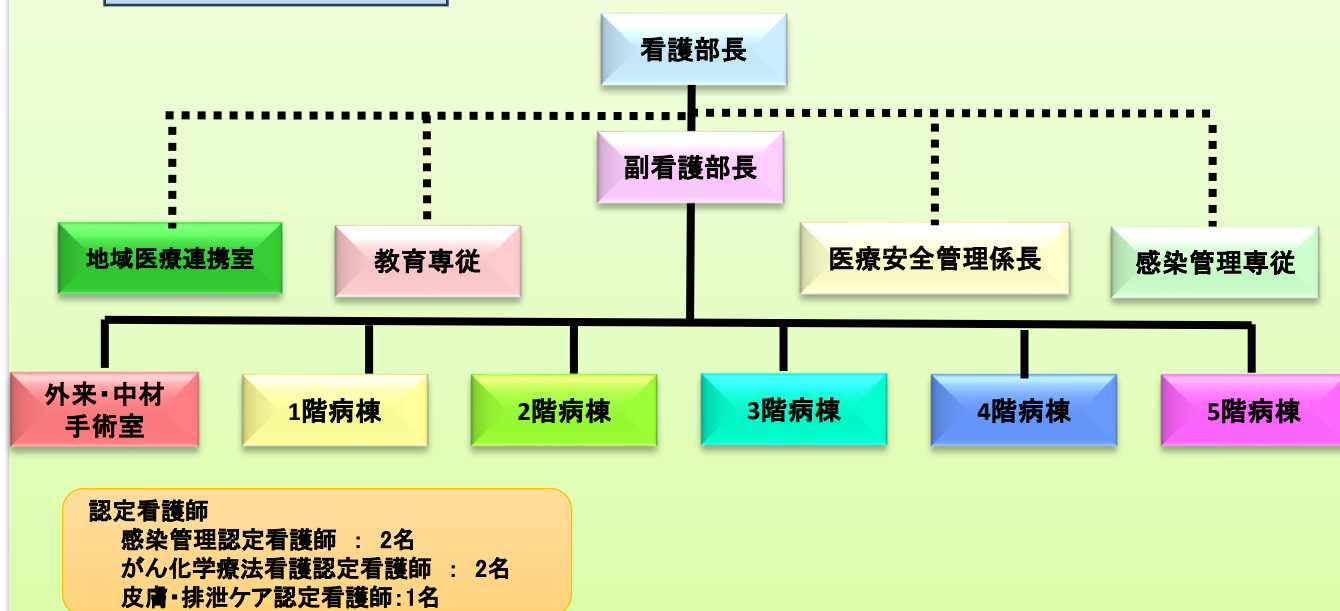 看護部長
副看護部長
地域医療連携室
教育専従
医療安全管理係長
感染管理専従
外来・中材
手術室
1階病棟
2階病棟
3階病棟
4階病棟
5階病棟
認定看護師
感染管理認定看護師 : 2名
がん化学療法看護認定看護師 : 2名
皮膚・排泄ケア認定看護師:1名